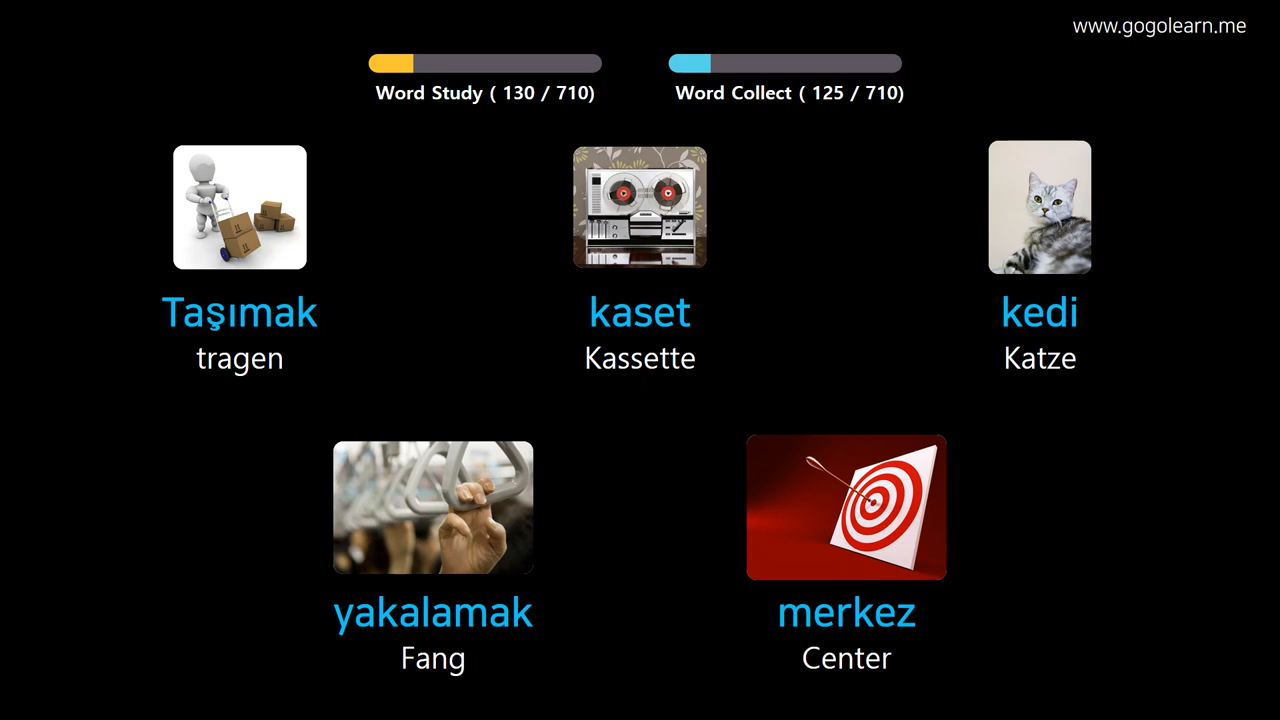 www.gogolearn.me
Word Study ( 130 / 710)
Word Collect ( 125 / 710)
Taşımak
tragen
kaset
Kassette
kedi
Katze
yakalamak
Fang
merkez
Center